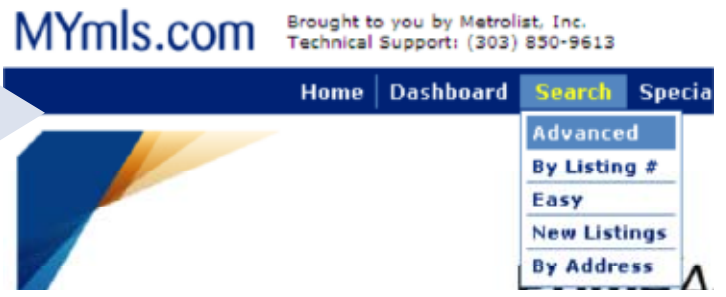 MYmls.com
Brought to you by Metrolist, Inc.
Technical Support: (303) 850-9613
Home Dashboard Search Specia
Advanced
By Listing #
Easy
New Listings
By Address